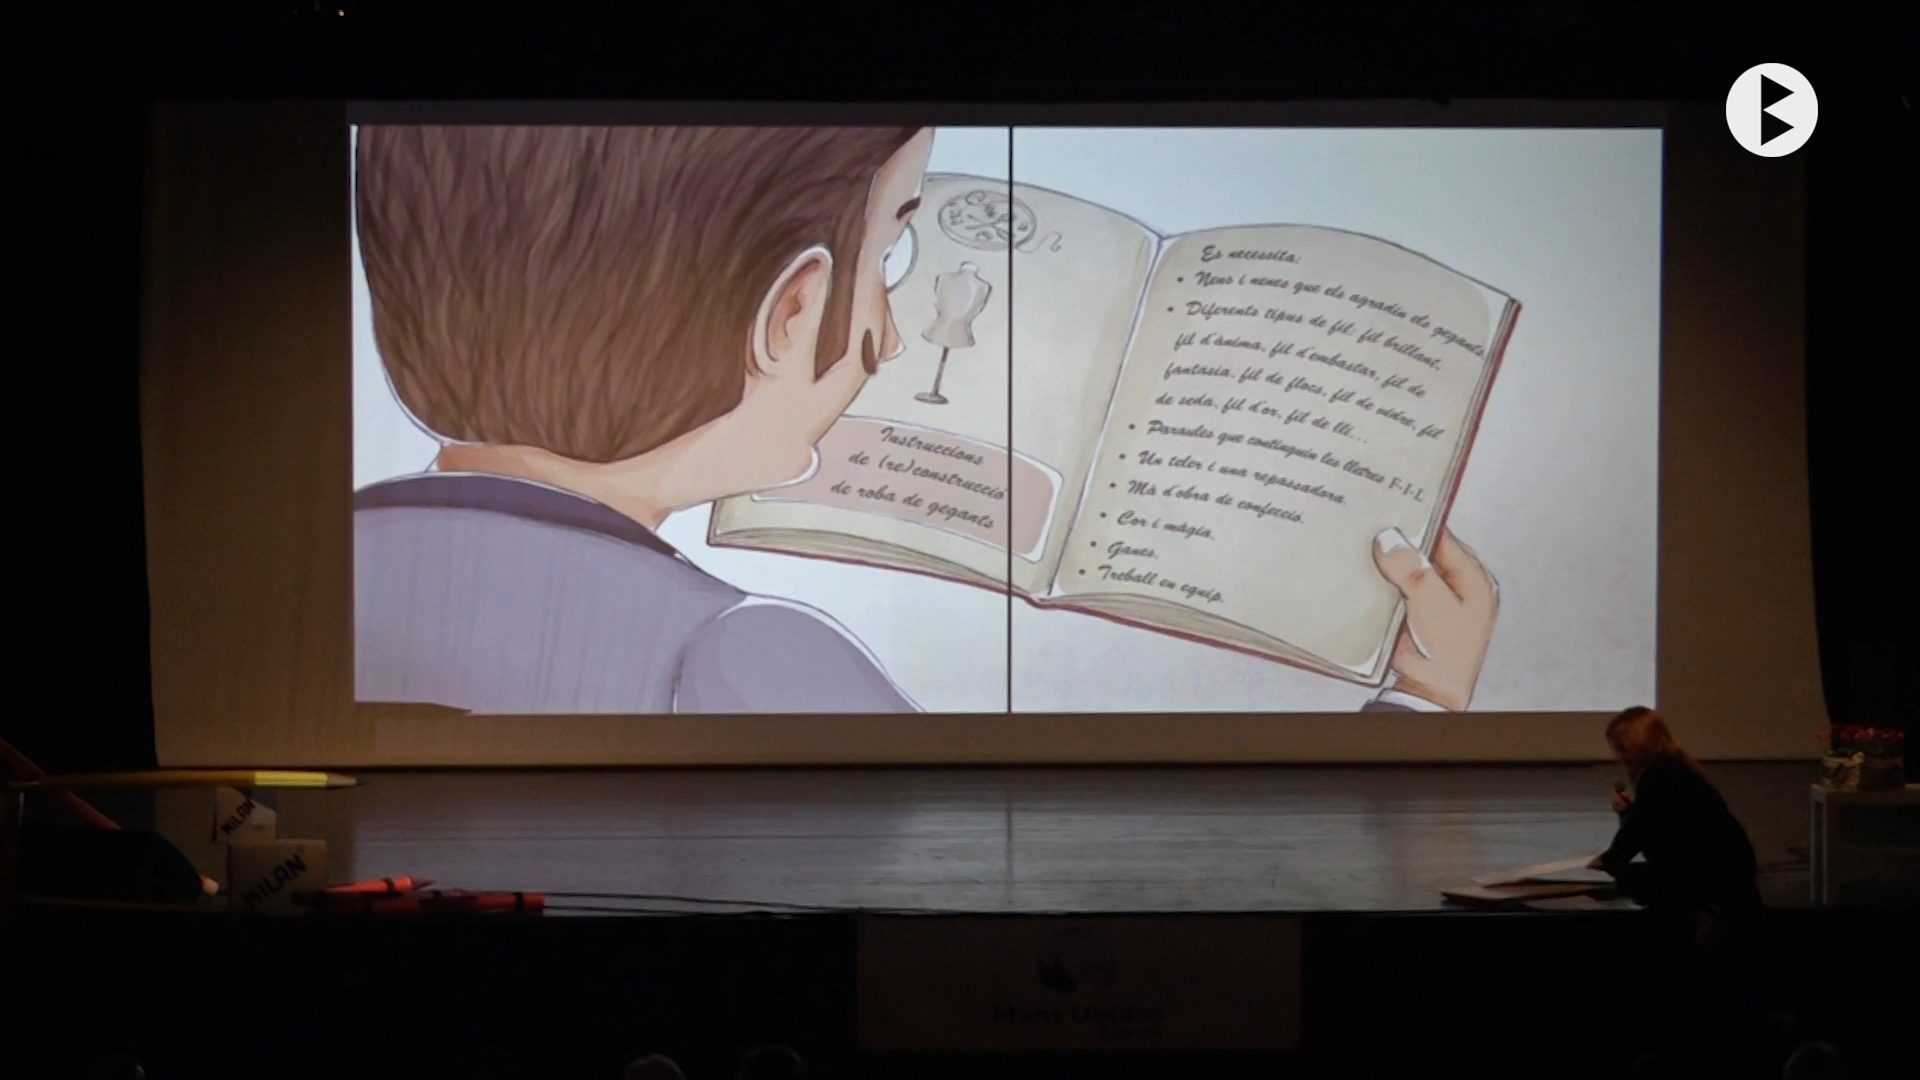 Instruccions
de (re)construcció
de roba de gegants
Es necessita:
• Nens i nenes que els agradin els gegants.
• Diferents tipus de fil: fil brillant,
fil d'ànima, fil d'embastar, fil de
fantasia, fil de flocs, fil de vidre, fil
de seda, fil d'or, fil de lli...
• Paraules que continguin les lletres F-I-L
• Un teler i una repassadora.
• Mà d'obra de confecció.
• Cor i màgia.
• Ganes.
• Treball en equip.
MILAN
MILAN
Mans Unides